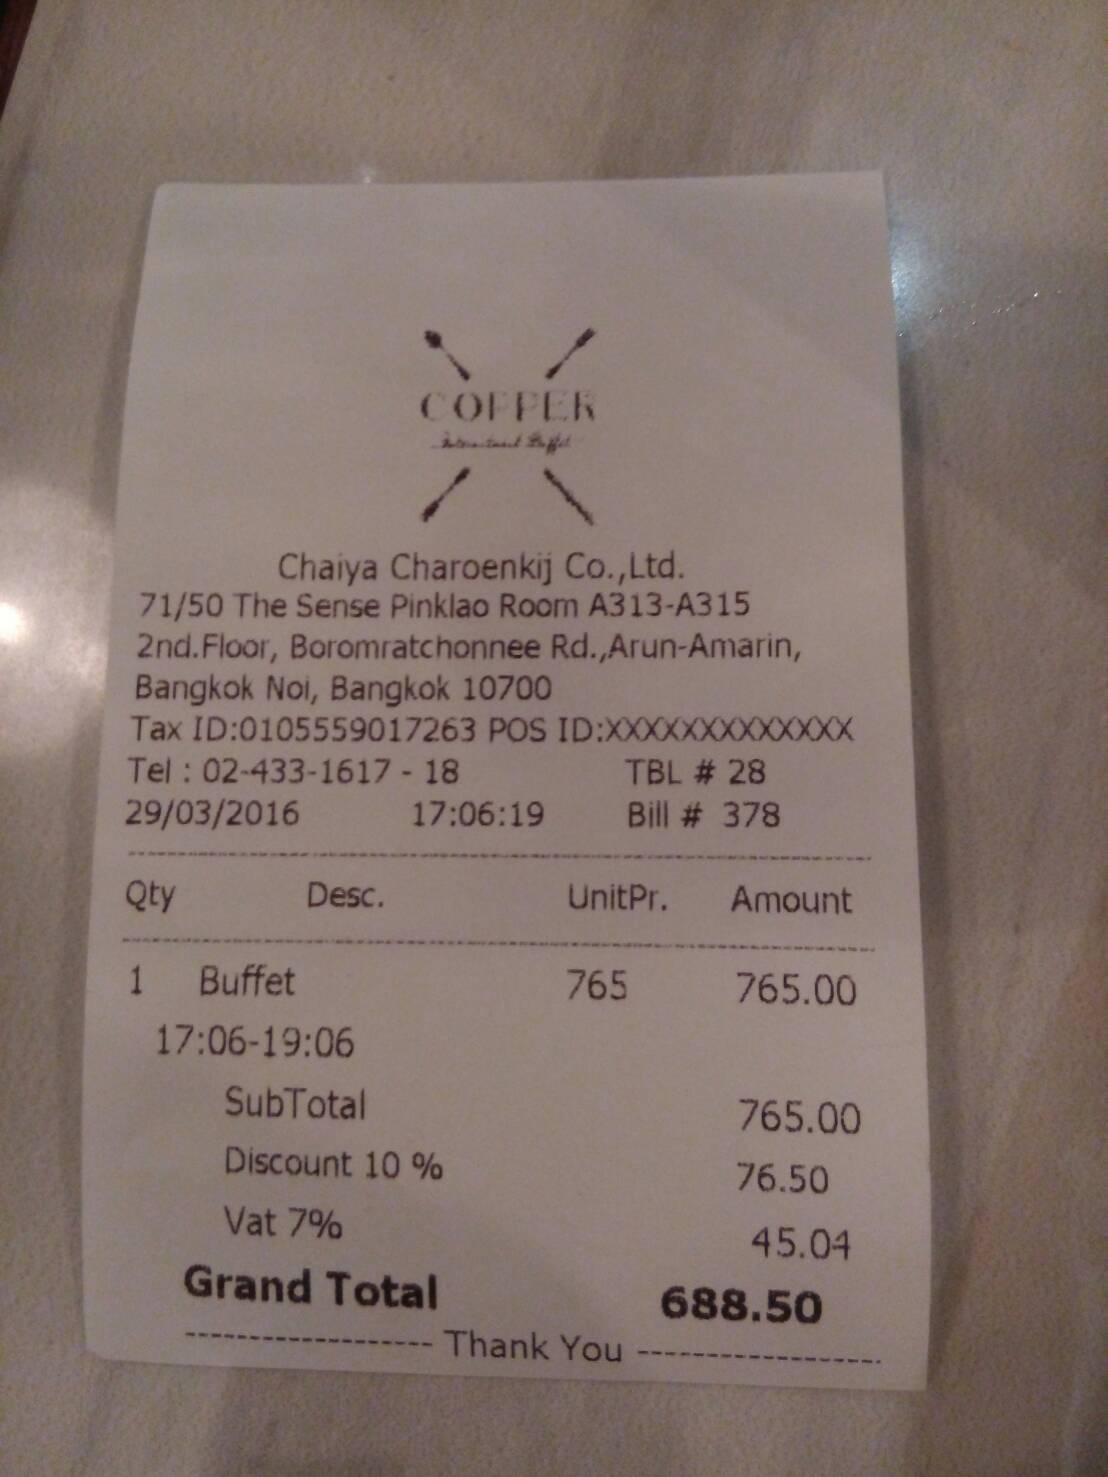 COPPER
International Buffet
Chaiya Charoenkij Co.,Ltd.
71/50 The Sense Pinklao Room A313-A315
2nd.Floor, Boromratchonnee Rd.,Arun-Amarin,
Bangkok Noi, Bangkok 10700
Tax ID:0105559017263 POS ID:XXXXXXXXXXXXX
Tel : 02-433-1617 - 18 TBL # 28
29/03/2016 17:06:19 Bill # 378
Qty Desc. UnitPr. Amount
1 Buffet 765 765.00
17:06-19:06
SubTotal 765.00
Discount 10 % 76.50
Vat 7% 45.04
Grand Total 688.50
Thank You